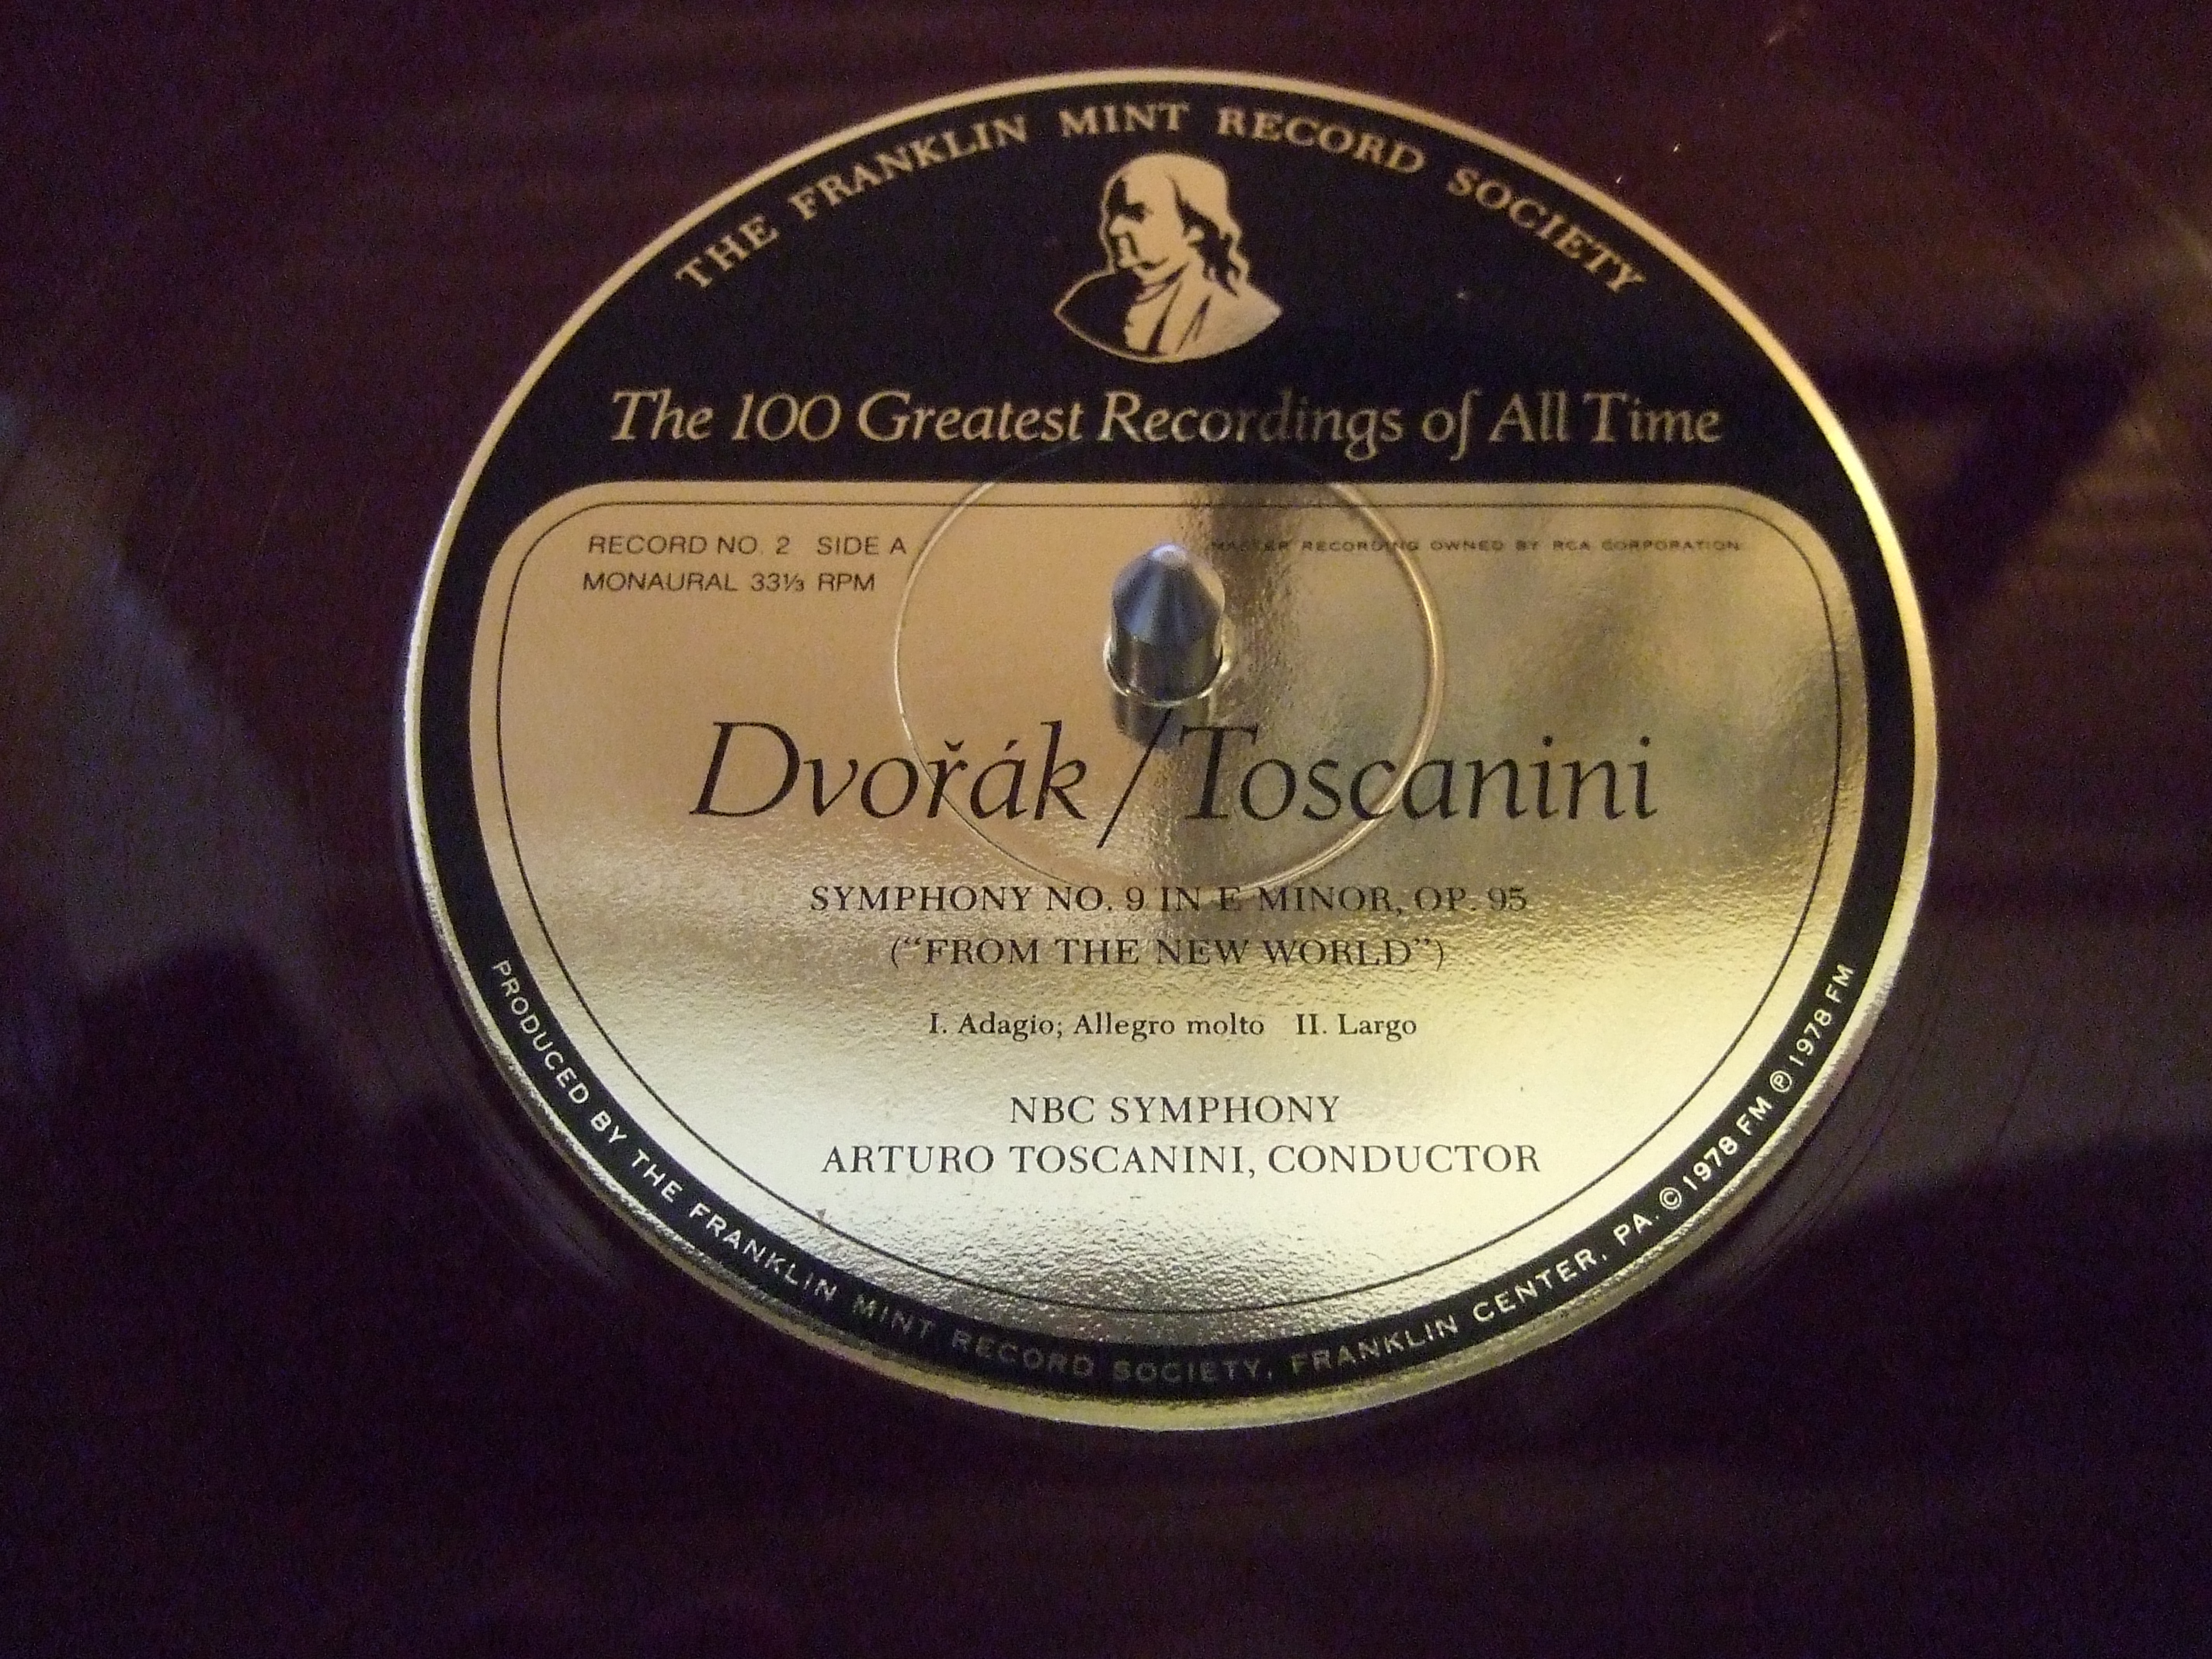 THE FRANKLIN MINT RECORD SOCIETY
The 100 Greatest Recordings of All Time
RECORD NO. 2 SIDE A
MONAURAL 33⅓ RPM
MASTER RECORDING OWNED BY RCA CORPORATION
Dvořák/Toscanini
SYMPHONY NO. 9 IN E MINOR, OP. 95
(“FROM THE NEW WORLD”)
I. Adagio; Allegro molto II. Largo
NBC SYMPHONY
ARTURO TOSCANINI, CONDUCTOR
PRODUCED BY THE FRANKLIN MINT RECORD SOCIETY, FRANKLIN CENTER, PA. © 1978 FM ℗ 1978 FM